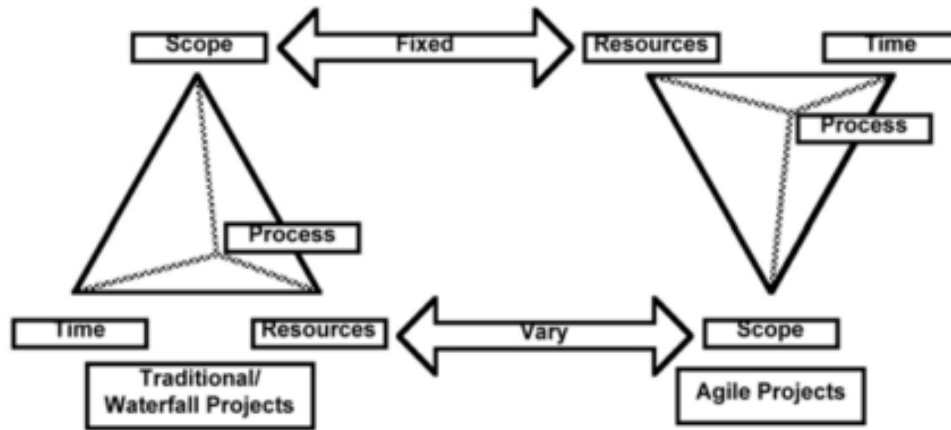 Scope
Fixed
Resources
Time
Process
Process
Time
Resources
Vary
Scope
Traditional/
Waterfall Projects
Agile Projects